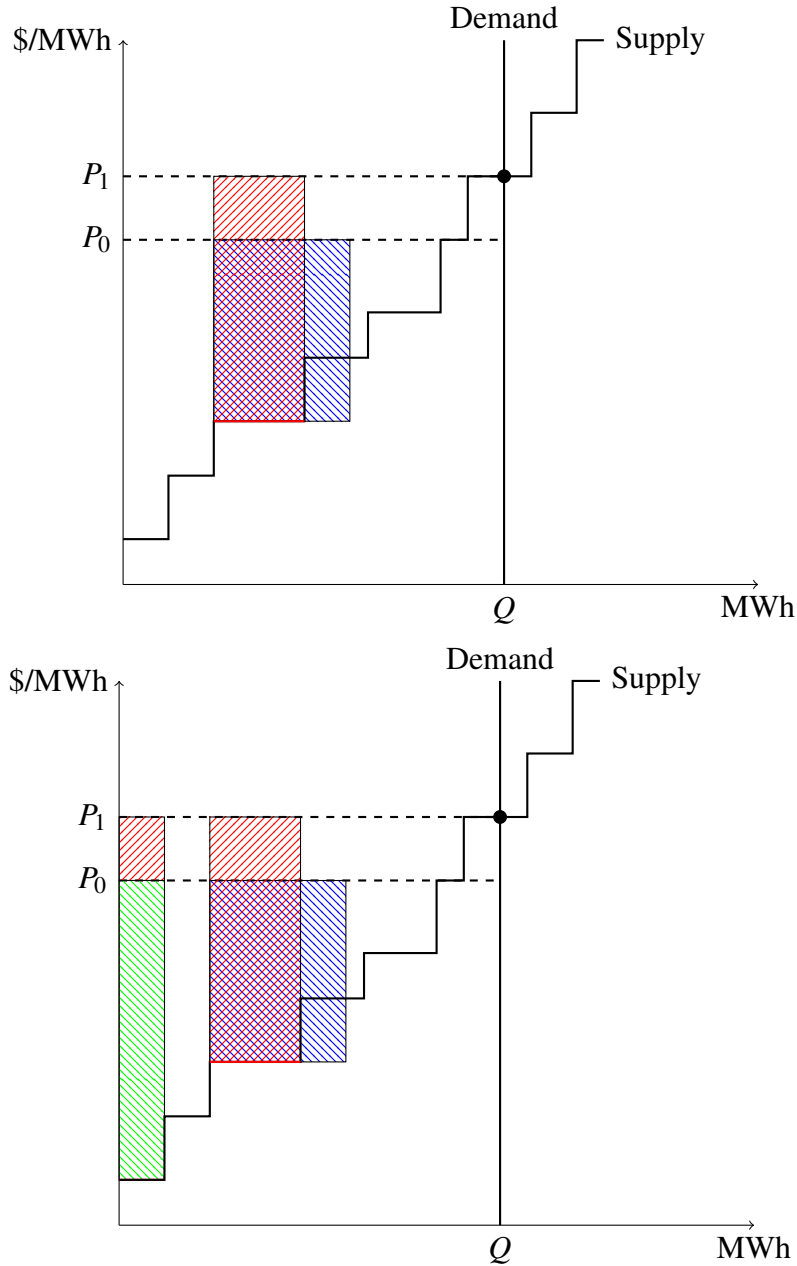 Demand
$/MWh
Supply
P1
P0
Q
MWh
Demand
$/MWh
Supply
P1
P0
Q
MWh